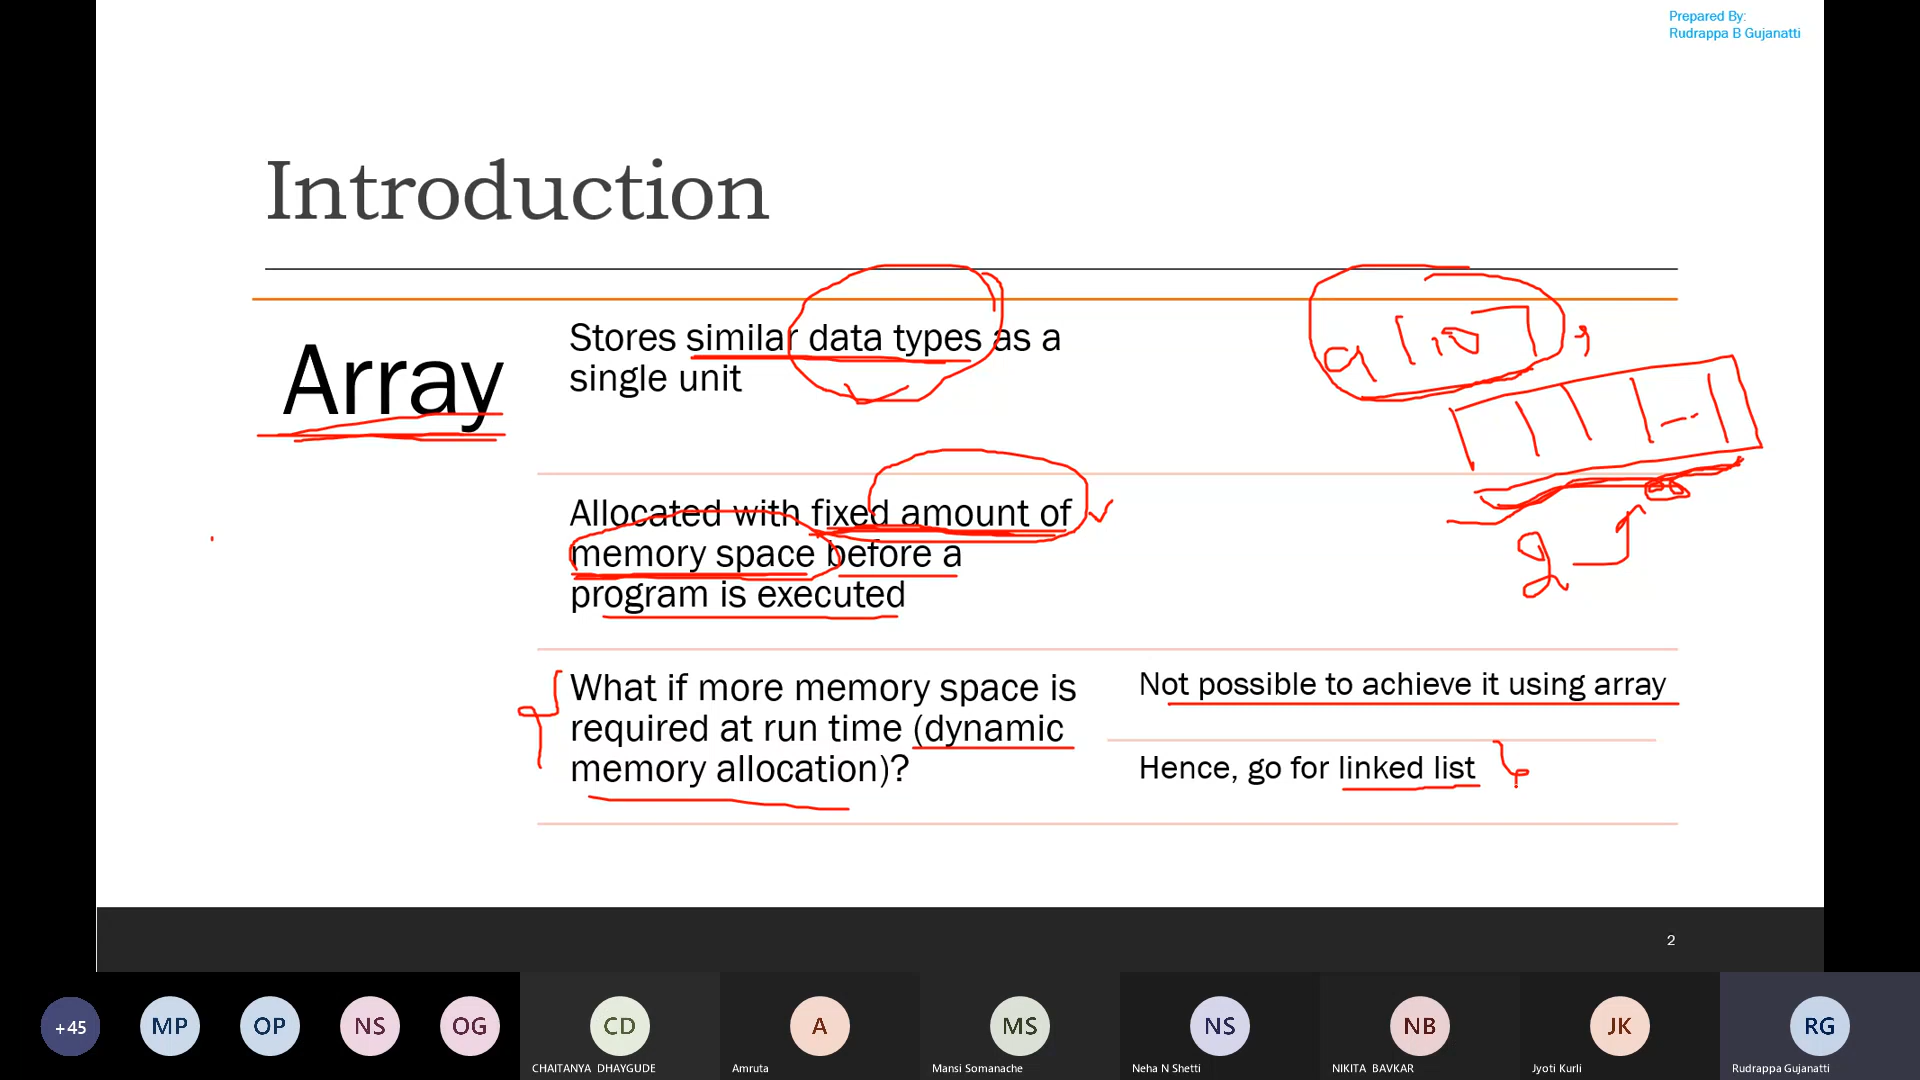 Prepared By:
Rudrappa B Gujanatti
Introduction
Array
Stores similar data types as a
single unit
Allocated with fixed amount of
memory space before a
program is executed
What if more memory space is
required at run time (dynamic
memory allocation)?
Not possible to achieve it using array
Hence, go for linked list
2
+45
MP
OP
NS
OG
CD
A
MS
NS
NB
JK
RG
CHAITANYA DHAYGUDE
Amruta
Mansi Somanache
Neha N Shetti
NIKITA BAVKAR
Jyoti Kurli
Rudrappa Gujanatti